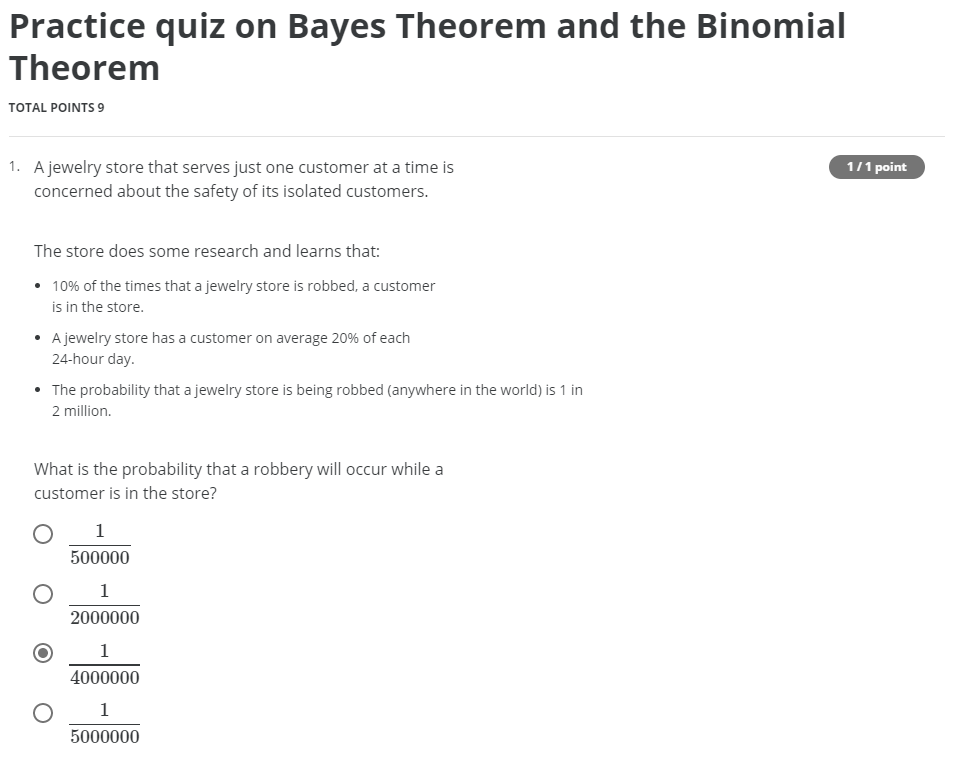 Practice quiz on Bayes Theorem and the Binomial
Theorem
TOTAL POINTS 9
1. A jewelry store that serves just one customer at a time is
1 / 1 point
concerned about the safety of its isolated customers.
The store does some research and learns that:
• 10% of the times that a jewelry store is robbed, a customer
is in the store.
• A jewelry store has a customer on average 20% of each
24-hour day.
• The probability that a jewelry store is being robbed (anywhere in the world) is 1 in
2 million.
What is the probability that a robbery will occur while a
customer is in the store?
1
500000
1
2000000
1
4000000
1
5000000